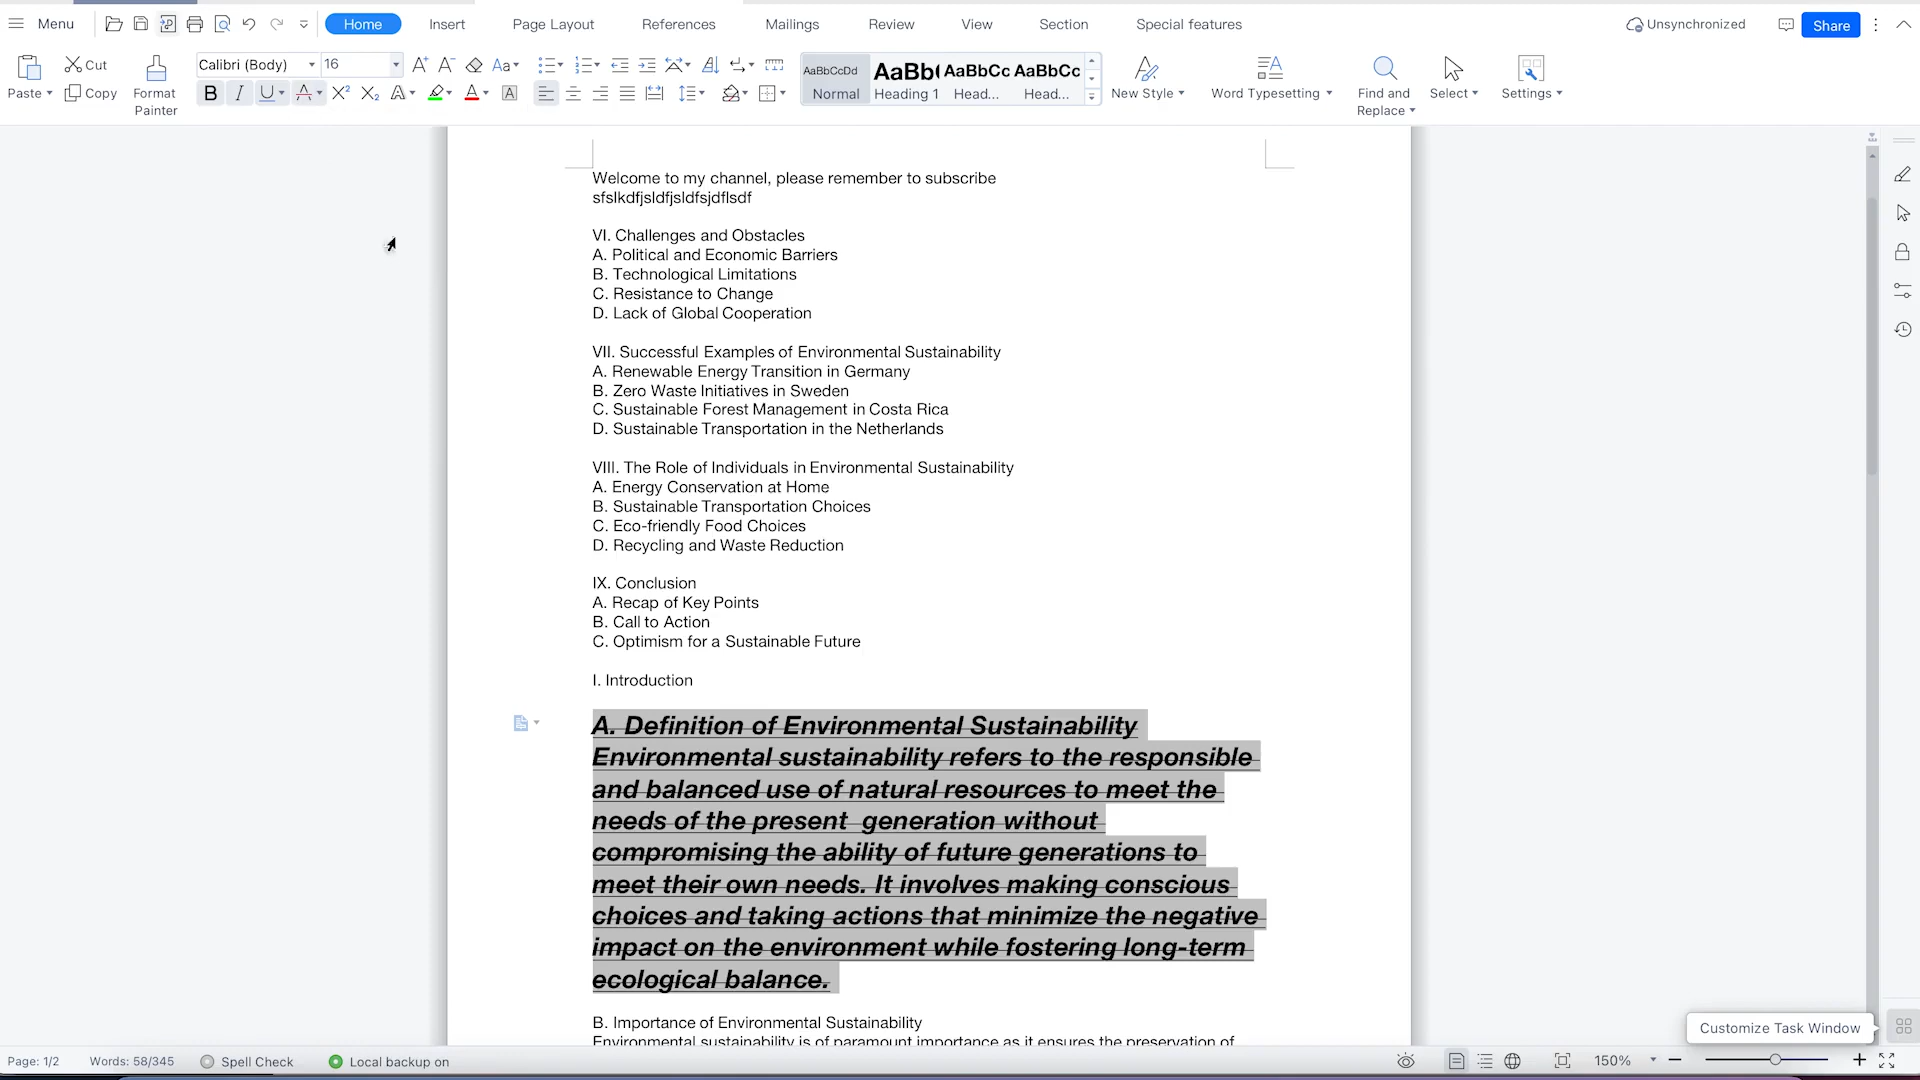 Menu Home Insert Page Layout References Mailings Review View Section Special features Unsynchronized Share
Paste Cut Copy Format Painter Calibri (Body) 16 AaBbCcDd Normal AaBb( Heading 1 AaBbCc Head... AaBbCc Head... New Style Word Typesetting Find and Replace Select Settings
Welcome to my channel, please remember to subscribe
sfslkdfjsldfjsldfsjdflsdf
VI. Challenges and Obstacles
A. Political and Economic Barriers
B. Technological Limitations
C. Resistance to Change
D. Lack of Global Cooperation
VII. Successful Examples of Environmental Sustainability
A. Renewable Energy Transition in Germany
B. Zero Waste Initiatives in Sweden
C. Sustainable Forest Management in Costa Rica
D. Sustainable Transportation in the Netherlands
VIII. The Role of Individuals in Environmental Sustainability
A. Energy Conservation at Home
B. Sustainable Transportation Choices
C. Eco-friendly Food Choices
D. Recycling and Waste Reduction
IX. Conclusion
A. Recap of Key Points
B. Call to Action
C. Optimism for a Sustainable Future
I. Introduction
A. Definition of Environmental Sustainability
Environmental sustainability refers to the responsible
and balanced use of natural resources to meet the
needs of the present  generation without
compromising the ability of future generations to
meet their own needs. It involves making conscious
choices and taking actions that minimize the negative
impact on the environment while fostering long-term
ecological balance.
B. Importance of Environmental Sustainability
Environmental sustainability is of paramount importance as it ensures the preservation of
Customize Task Window
Page: 1/2 Words: 58/345 Spell Check Local backup on 150%